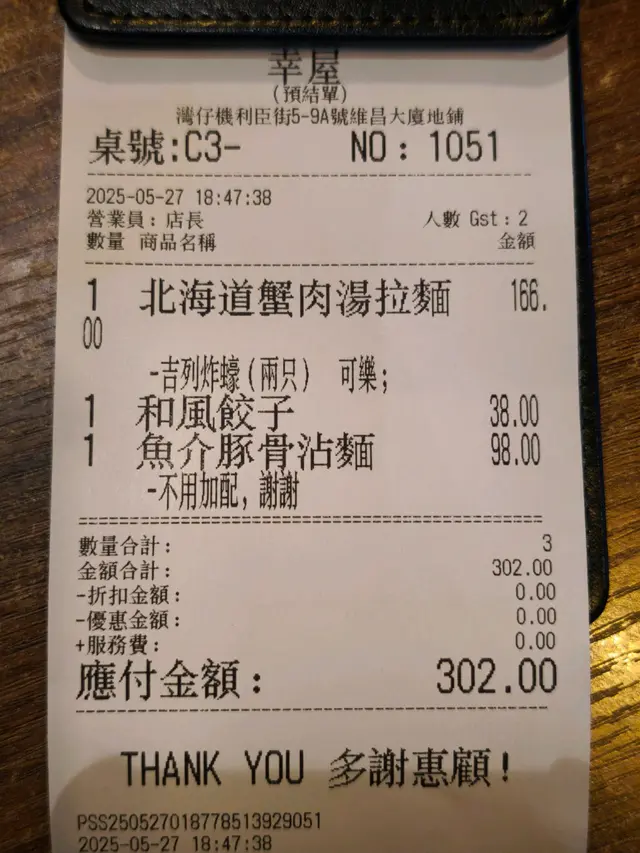 幸屋
(預結單)
灣仔機利臣街5-9A號維昌大廈地鋪
桌號:C3-　NO: 1051
2025-05-27 18:47:38
營業員: 店長　人數 Gst: 2
數量 商品名稱　金額
1 北海道蟹肉湯拉麵 166.
00
-吉列炸蠔(兩只) 可樂;
1 和風餃子 38.00
1 魚介豚骨沾麵 98.00
-不用加配, 謝謝
數量合計: 3
金額合計: 302.00
-折扣金額: 0.00
-優惠金額: 0.00
+服務費: 0.00
應付金額: 302.00
THANK YOU 多謝惠顧!
PSS2505270187785139​29051
2025-05-27 18:47:38